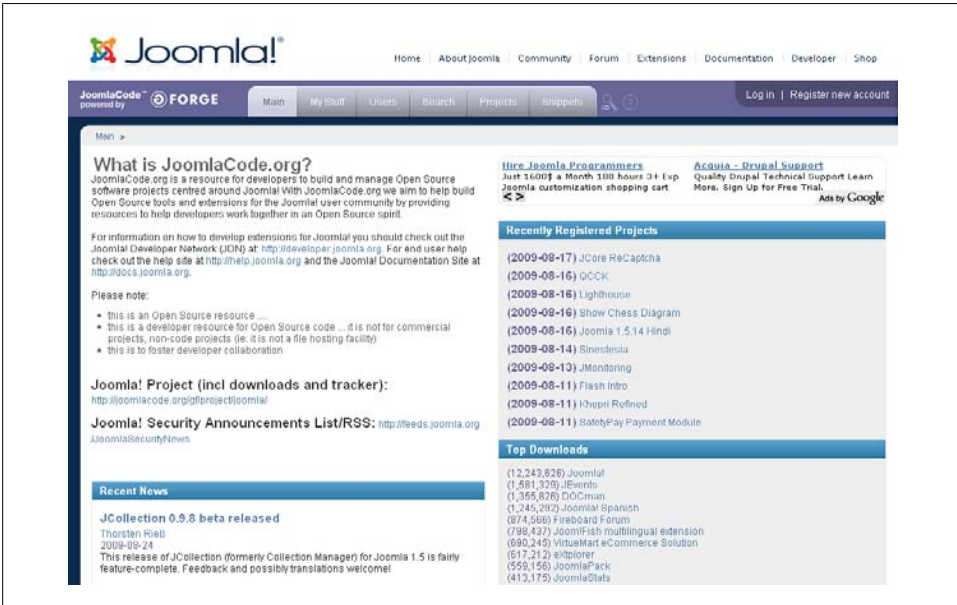 Joomla!®
Home About Joomla Community Forum Extensions Documentation Developer Shop
JoomlaCode™ powered by FORGE
Main My Stuff Users Search Projects Snippets
Log in | Register new account
Main >
What is JoomlaCode.org?
JoomlaCode.org is a resource for developers to build and manage Open Source
software projects centred around Joomla! With JoomlaCode.org we aim to help build
Open Source tools and extensions for the Joomla! user community by providing
resources to help developers work together in an Open Source spirit.
For information on how to develop extensions for Joomla! you should check out the
Joomla! Developer Network (JDN) at: http://developer.joomla.org. For end user help
check out the help site at http://help.joomla.org and the Joomla! Documentation Site at
http://docs.joomla.org.
Please note:
• this is an Open Source resource ....
• this is a developer resource for Open Source code ... it is not for commercial
projects, non-code projects (ie: it is not a file hosting facility)
• this is to foster developer collaboration
Joomla! Project (incl downloads and tracker):
http://joomlacode.org/gf/project/joomla/
Joomla! Security Announcements List/RSS: http://feeds.joomla.org
/JoomlaSecurityNews
Recent News
JCollection 0.9.8 beta released
Thorsten Riess
2009-08-24
This release of JCollection (formerly Collection Manager) for Joomla 1.5 is fairly
feature-complete. Feedback and possibly translations welcome!
Hire Joomla Programmers
Just 1600$ a Month 180 hours 3+ Exp
Joomla customization shopping cart
< >
Acquia - Drupal Support
Quality Drupal Technical Support Learn
More. Sign Up for Free Trial.
Ads by Google
Recently Registered Projects
(2009-08-17) JCore ReCaptcha
(2009-08-16) QCCK
(2009-08-16) Lighthouse
(2009-08-16) Show Chess Diagram
(2009-08-16) Joomla 1.5.14 Hindi
(2009-08-14) Sinestesia
(2009-08-13) JMonitoring
(2009-08-11) Flash Intro
(2009-08-11) Khepri Refined
(2009-08-11) SafetyPay Payment Module
Top Downloads
(12,243,626) Joomla!
(1,581,329) JEvents
(1,355,826) DOCman
(1,245,292) Joomla! Spanish
(874,566) Fireboard Forum
(798,437) Joom!Fish multilingual extension
(690,245) VirtueMart eCommerce Solution
(617,212) eXtplorer
(559,156) JoomlaPack
(413,175) JoomlaStats